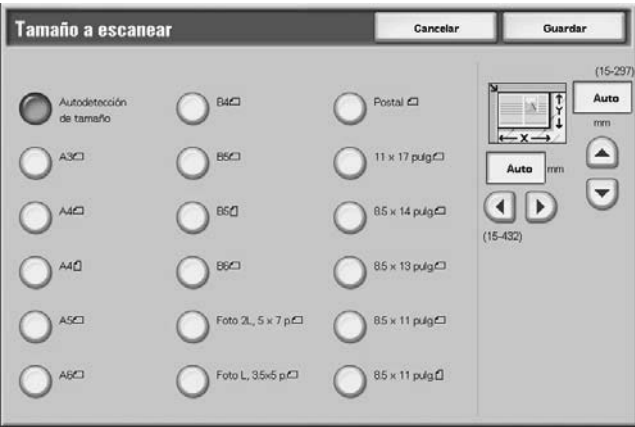 Tamaño a escanear
Cancelar
Guardar
Autodetección
de tamaño
A3
A4
A4
A5
A6
B4
B5
B5
B6
Foto 2L, 5 x 7 p.
Foto L, 3.5x5 p.
Postal
11 x 17 pulg.
8.5 x 14 pulg.
8.5 x 13 pulg.
8.5 x 11 pulg.
8.5 x 11 pulg.
(15-297)
Auto
mm
A
Y
X
Auto mm
(15-432)